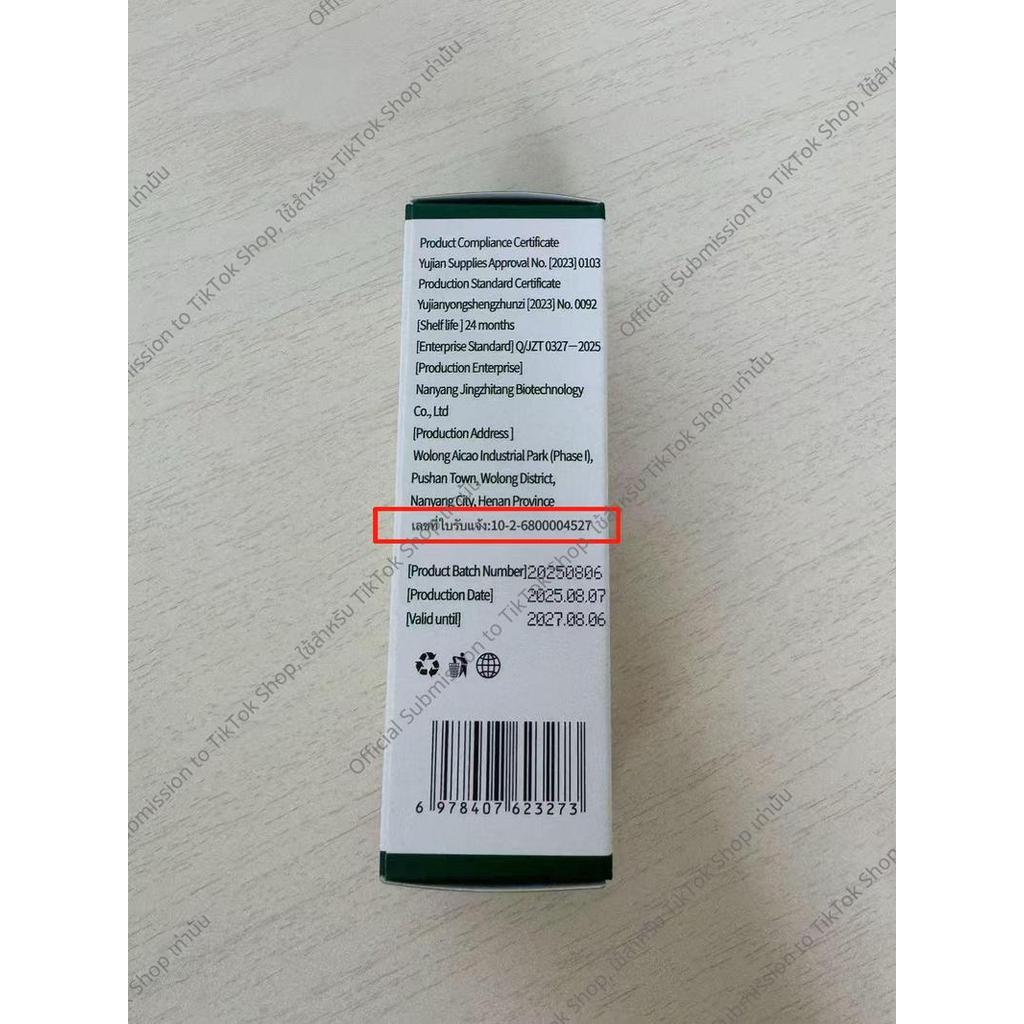 Product Compliance Certificate
Yujian Supplies Approval No. [2023] 0103
Production Standard Certificate
Yujianyongshengzhunzi [2023] No. 0092
[Shelf life ] 24 months
[Enterprise Standard] Q/JZT 0327－2025
[Production Enterprise]
Nanyang Jingzhitang Biotechnology
Co., Ltd
[Production Address ]
Wolong Aicao Industrial Park (Phase I),
Pushan Town, Wolong District,
Nanyang City, Henan Province
เลขที่ใบรับแจ้ง:10-2-6800004527
[Product Batch Number]20250806
[Production Date] 2025.08.07
[Valid until] 2027.08.06
6 978407 623273
Official Submission to TikTok Shop, ใช้สำหรับ TikTok Shop เท่านั้น